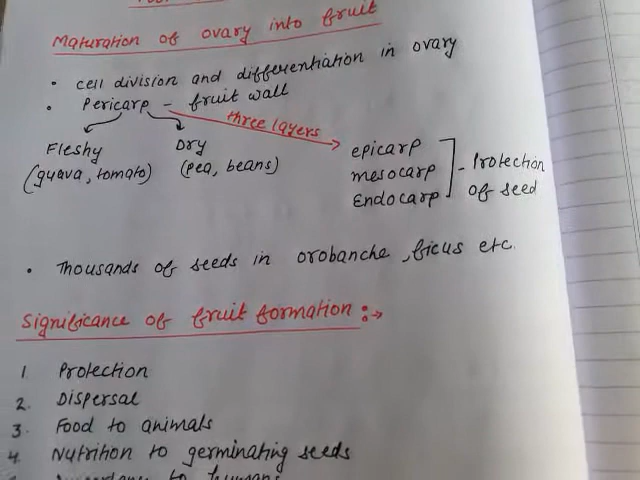 Maturation of ovary into fruit
• cell division and differentiation in ovary
• Pericarp - fruit wall
three layers
Fleshy
(guava, tomato)
Dry
(pea, beans)
epicarp
mesocarp
Endocarp
- Protection
of seed
• Thousands of seeds in orobanche, ficus etc.
Significance of fruit formation :→
1 Protection
2. Dispersal
3. Food to animals
4. Nutrition to germinating seeds
to humans